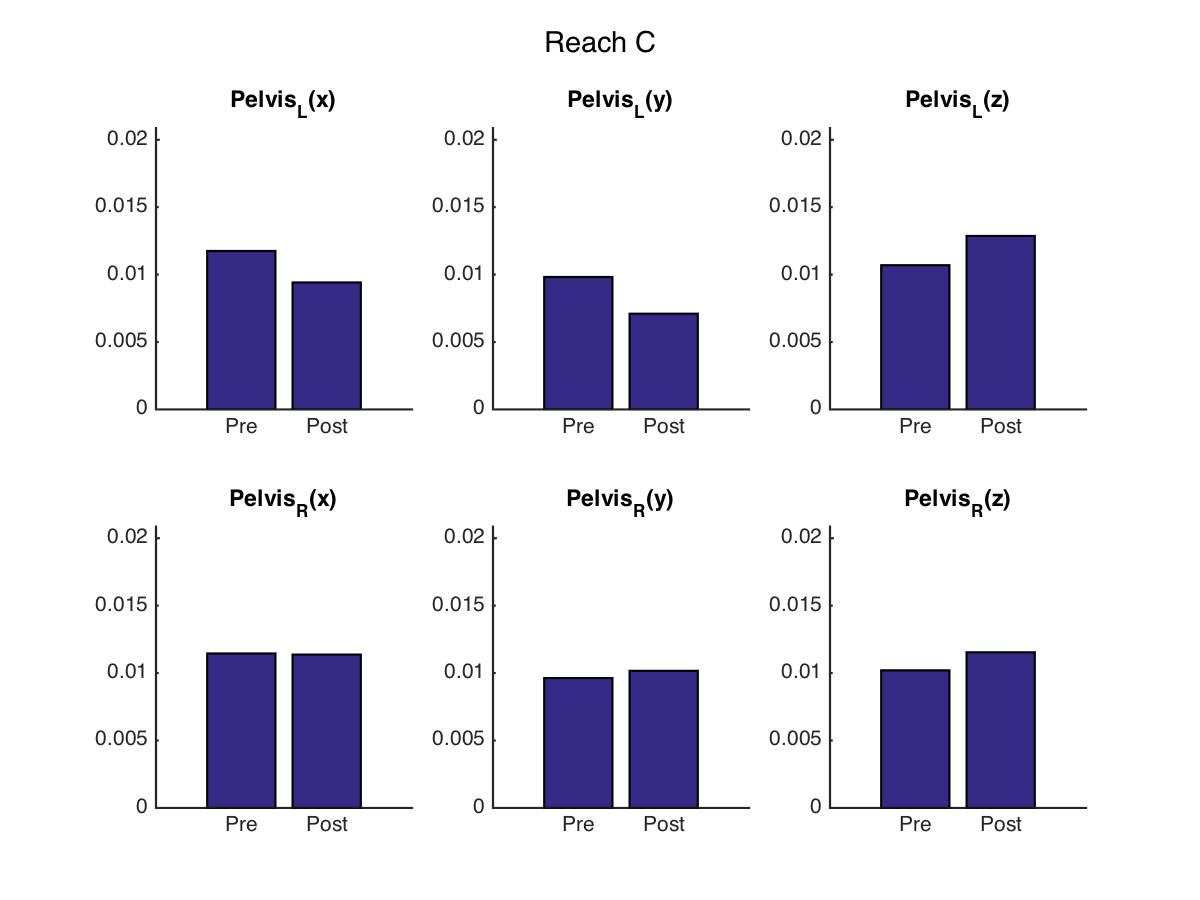 Reach C
Pelvis_L(x)
0.02
0.015
0.01
0.005
0
Pre Post
Pelvis_L(y)
0.02
0.015
0.01
0.005
0
Pre Post
Pelvis_L(z)
0.02
0.015
0.01
0.005
0
Pre Post
Pelvis_R(x)
0.02
0.015
0.01
0.005
0
Pre Post
Pelvis_R(y)
0.02
0.015
0.01
0.005
0
Pre Post
Pelvis_R(z)
0.02
0.015
0.01
0.005
0
Pre Post